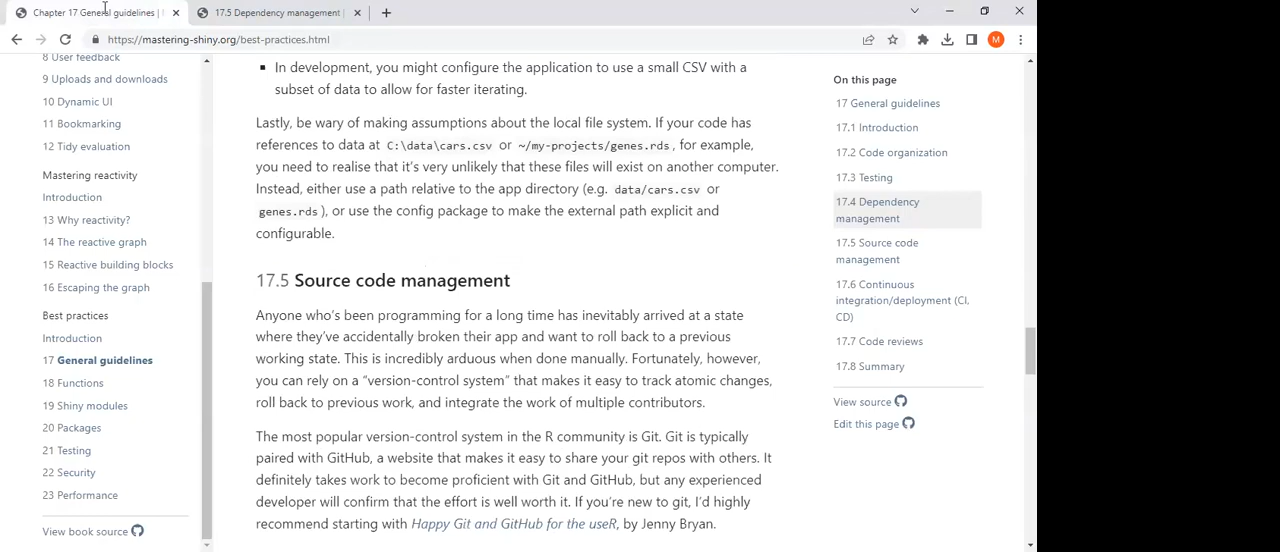 Chapter 17 General guidelines |
17.5 Dependency management |
https://mastering-shiny.org/best-practices.html
M
8 User feedback
9 Uploads and downloads
10 Dynamic UI
11 Bookmarking
12 Tidy evaluation
Mastering reactivity
Introduction
13 Why reactivity?
14 The reactive graph
15 Reactive building blocks
16 Escaping the graph
Best practices
Introduction
17 General guidelines
18 Functions
19 Shiny modules
20 Packages
21 Testing
22 Security
23 Performance
View book source
In development, you might configure the application to use a small CSV with a
subset of data to allow for faster iterating.
Lastly, be wary of making assumptions about the local file system. If your code has
references to data at C:\data\cars.csv or ~/my-projects/genes.rds, for example,
you need to realise that it's very unlikely that these files will exist on another computer.
Instead, either use a path relative to the app directory (e.g. data/cars.csv or
genes.rds), or use the config package to make the external path explicit and
configurable.
17.5 Source code management
Anyone who's been programming for a long time has inevitably arrived at a state
where they've accidentally broken their app and want to roll back to a previous
working state. This is incredibly arduous when done manually. Fortunately, however,
you can rely on a “version-control system” that makes it easy to track atomic changes,
roll back to previous work, and integrate the work of multiple contributors.
The most popular version-control system in the R community is Git. Git is typically
paired with GitHub, a website that makes it easy to share your git repos with others. It
definitely takes work to become proficient with Git and GitHub, but any experienced
developer will confirm that the effort is well worth it. If you're new to git, I'd highly
recommend starting with Happy Git and GitHub for the useR, by Jenny Bryan.
On this page
17 General guidelines
17.1 Introduction
17.2 Code organization
17.3 Testing
17.4 Dependency
management
17.5 Source code
management
17.6 Continuous
integration/deployment (CI,
CD)
17.7 Code reviews
17.8 Summary
View source
Edit this page